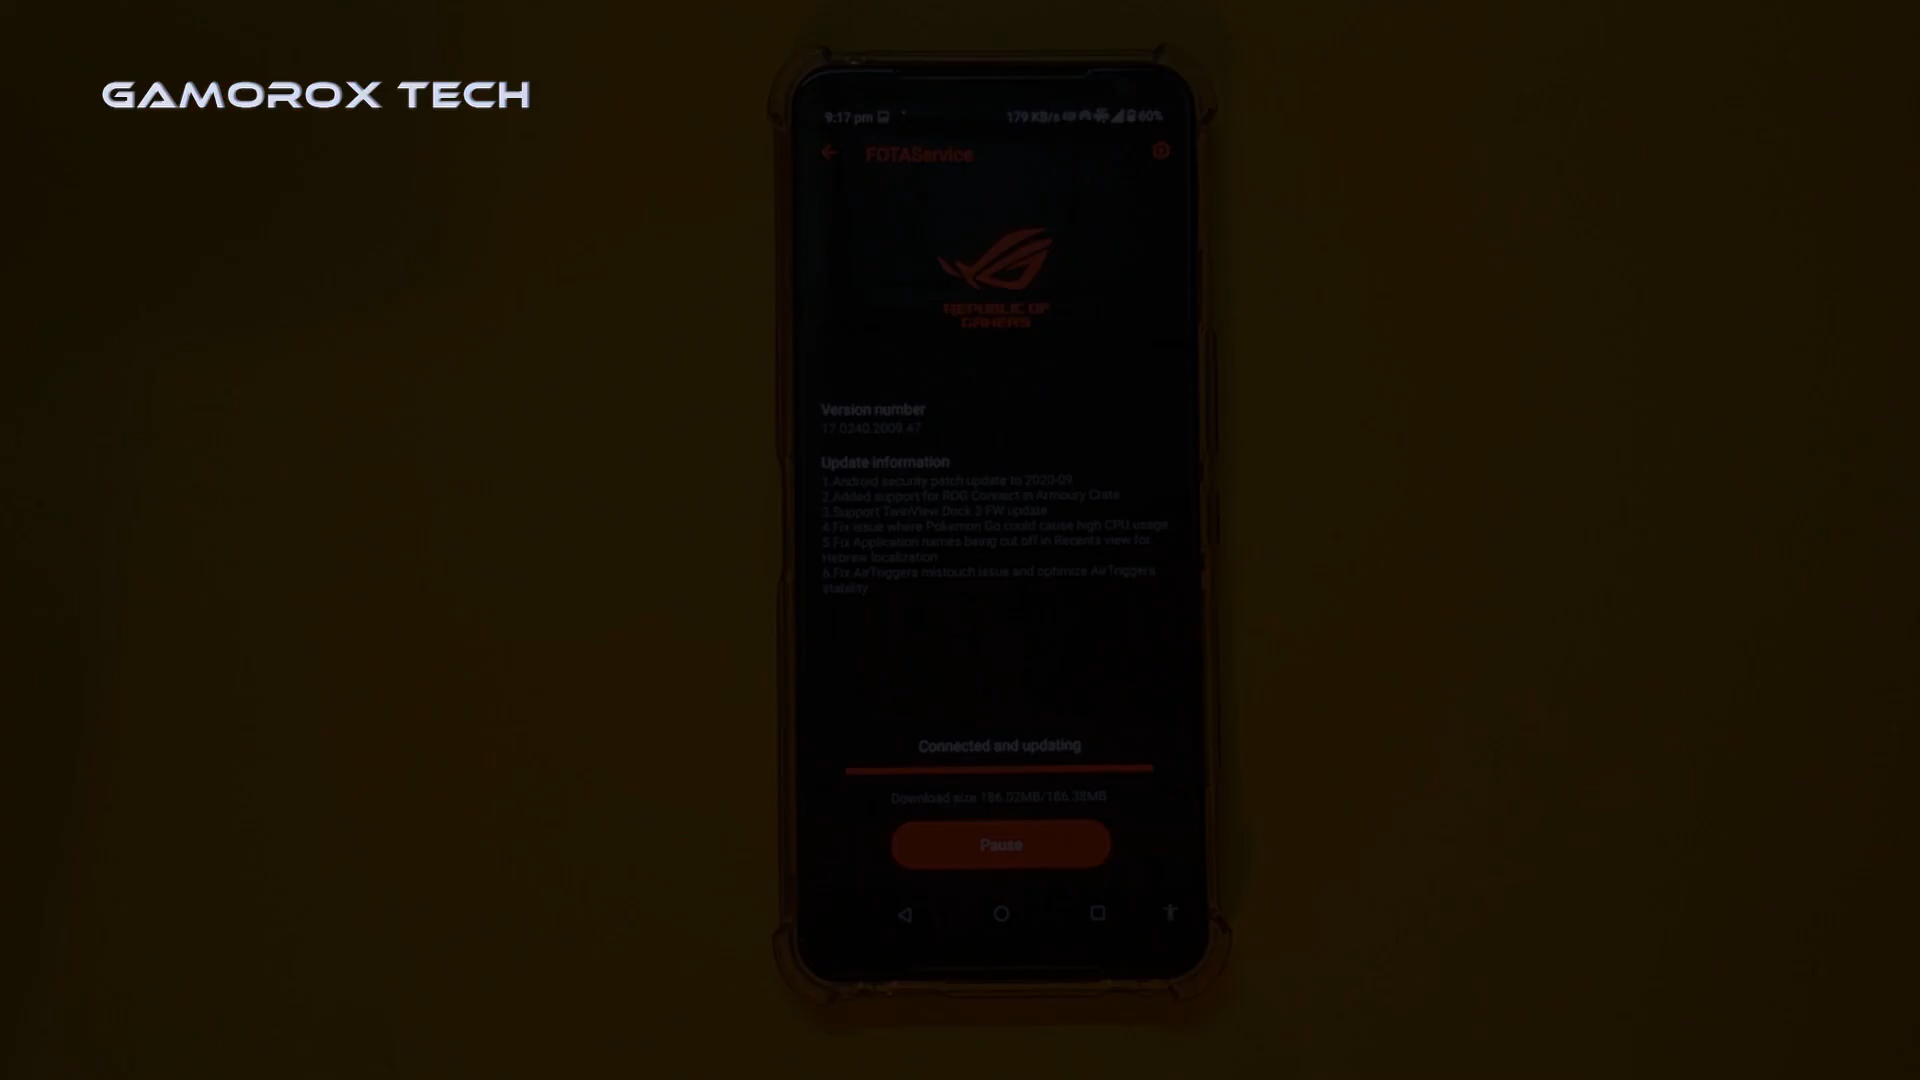 GAMOROX TECH
9:17 pm
179 KB/s
60%
FOTAService
REPUBLIC OF
GAMERS
Version number
17.0240.2009.47
Update information
1.Android security patch update to 2020-09
2.Added support for ROG Connect in Armoury Crate
3.Support TwinView Dock 3 FW update
4.Fix issue where Pokemon Go could cause high CPU usage
5.Fix Application names being cut off in Recents view for
Hebrew localization
6.Fix AirTriggers mistouch issue and optimize AirTriggers
stability
Connected and updating
Download size 186.02MB/186.38MB
Pause